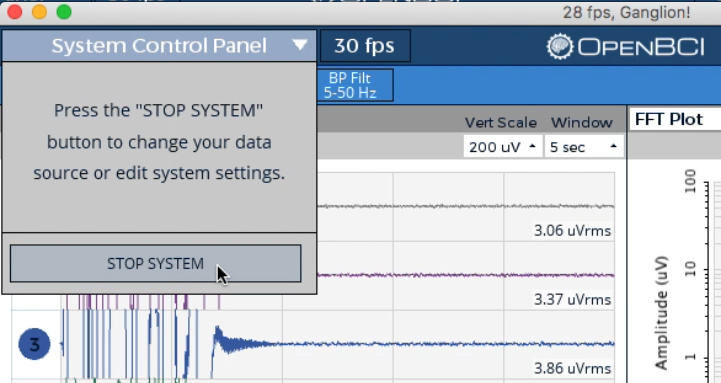 28 fps, Ganglion!
System Control Panel
30 fps
OpenBCI
BP Filt
5-50 Hz
Press the "STOP SYSTEM"
button to change your data
source or edit system settings.
STOP SYSTEM
Vert Scale Window
200 uV 5 sec
FFT Plot
3.06 uVrms
3.37 uVrms
3
3.86 uVrms
Amplitude (uV)
100
10
1